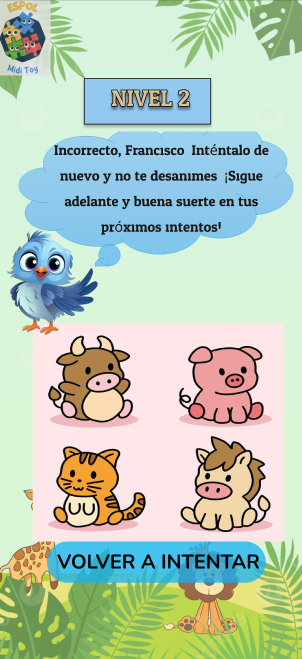 ESPOL
Midi Toy
NIVEL 2
Incorrecto, Francisco Inténtalo de
nuevo y no te desanimes ¡Sigue
adelante y buena suerte en tus
próximos intentos!
VOLVER A INTENTAR